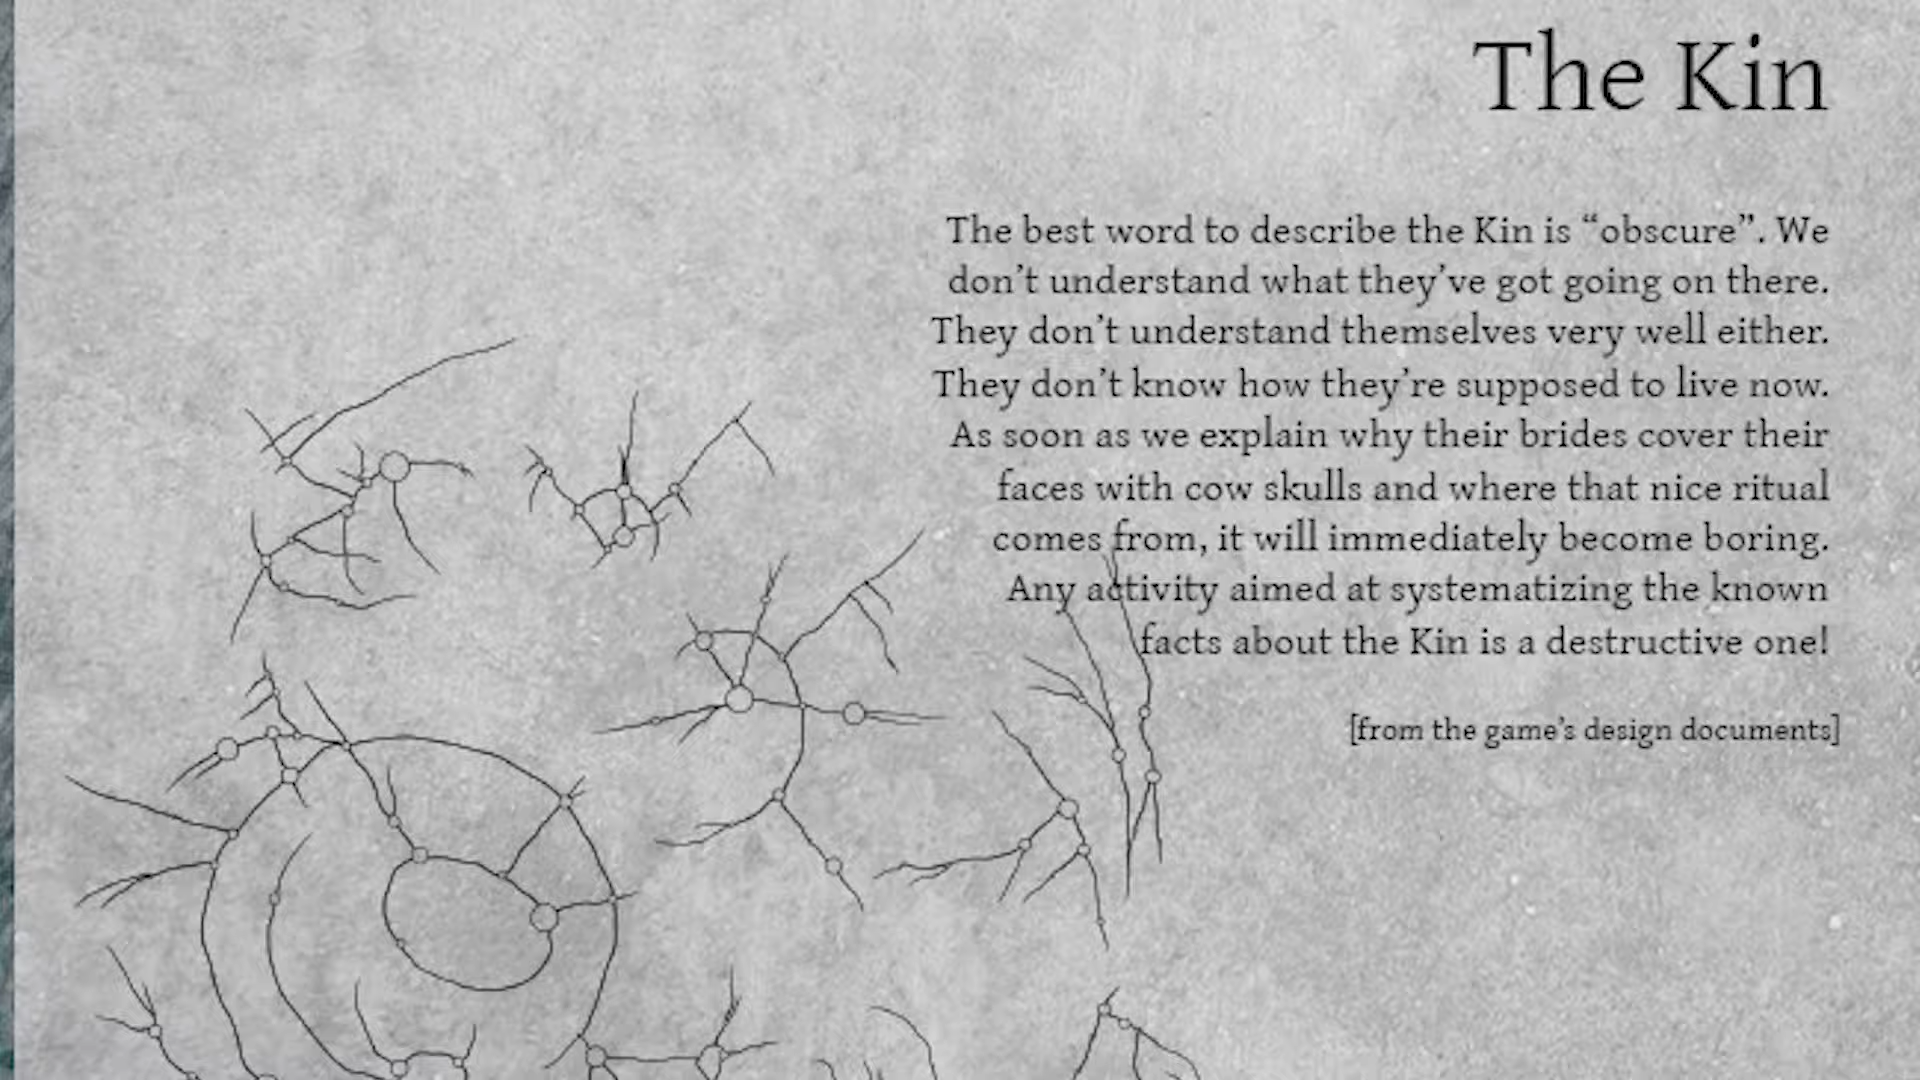 The Kin
The best word to describe the Kin is “obscure”. We
don’t understand what they’ve got going on there.
They don’t understand themselves very well either.
They don’t know how they’re supposed to live now.
As soon as we explain why their brides cover their
faces with cow skulls and where that nice ritual
comes from, it will immediately become boring.
Any activity aimed at systematizing the known
facts about the Kin is a destructive one!
[from the game’s design documents]